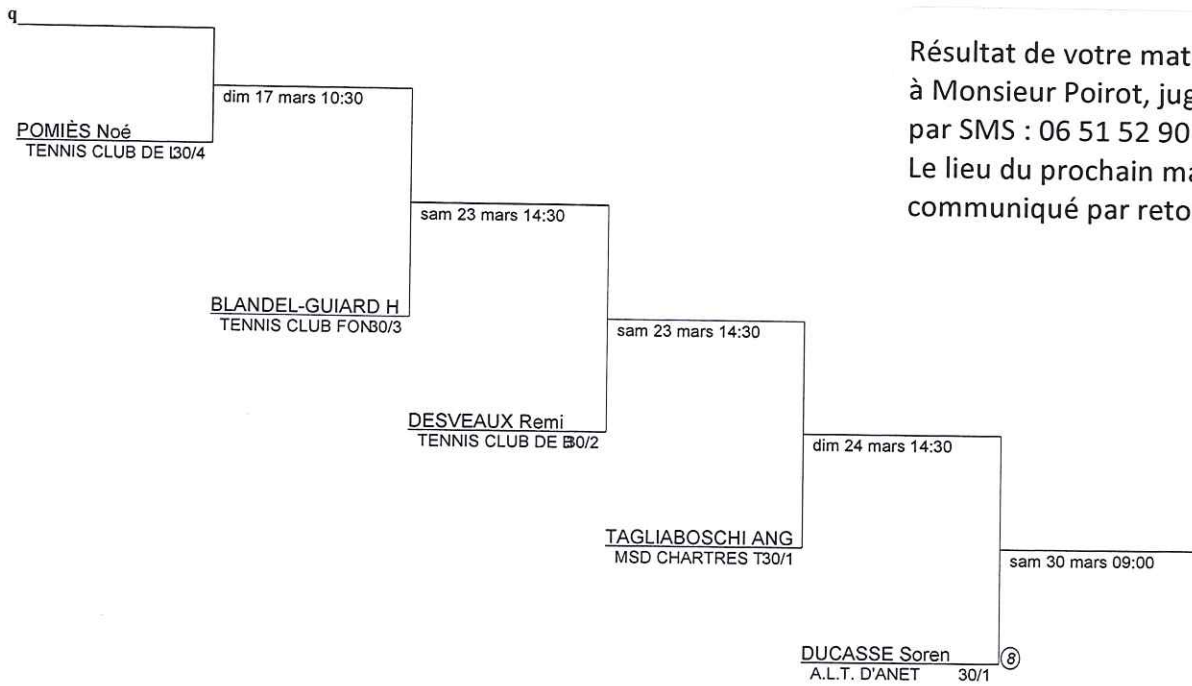 q
Résultat de votre mat
à Monsieur Poirot, jug
par SMS : 06 51 52 90
Le lieu du prochain ma
communiqué par reto
dim 17 mars 10:30
POMIÈS Noé
TENNIS CLUB DE 30/4
sam 23 mars 14:30
BLANDEL-GUIARD H
TENNIS CLUB FON30/3
sam 23 mars 14:30
DESVEAUX Remi
TENNIS CLUB DE 30/2
dim 24 mars 14:30
TAGLIABOSCHI ANG
MSD CHARTRES T30/1
sam 30 mars 09:00
DUCASSE Soren 8
A.L.T. D'ANET 30/1